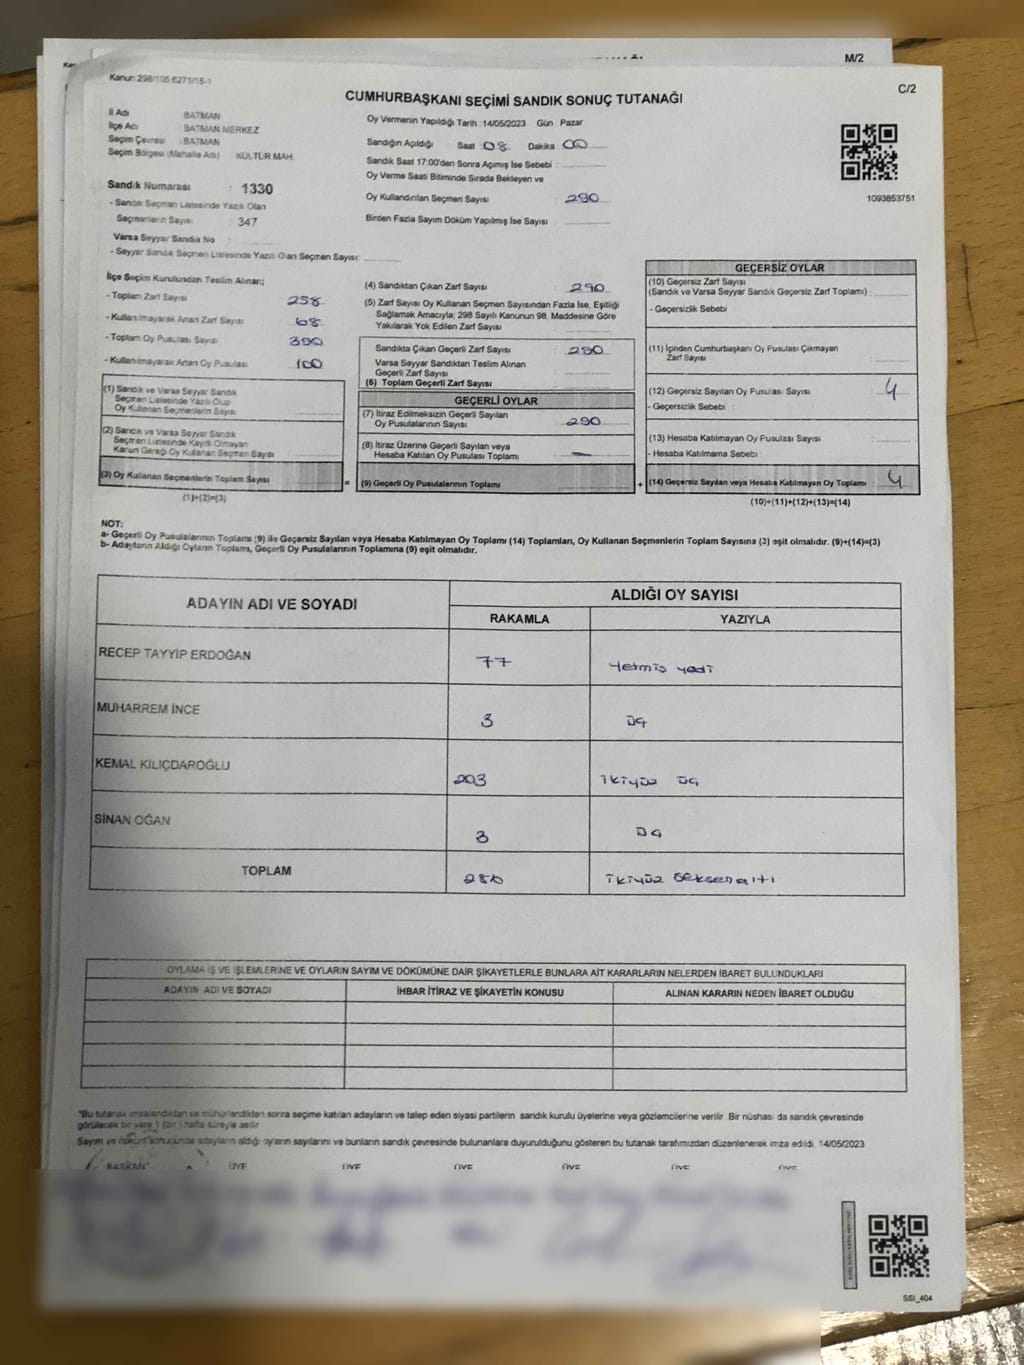 M/2
Kanun: 298/105,6271/18-1
C/2
CUMHURBAŞKANI SEÇİMİ SANDIK SONUÇ TUTANAĞI
İl Adı BATMAN
İlçe Adı BATMAN MERKEZ
Seçim Çevresi : BATMAN
Seçim Bölgesi (Mahalle Adı) KÜLTÜR MAH.
Sandık Numarası : 1330
- Sandık Seçmen Listesinde Yazılı Olan
Seçmenlerin Sayısı : 347
Varsa Seyyar Sandık No :
- Seyyar Sandık Seçmen Listesinde Yazılı Olan Seçmen Sayısı:
Oy Vermenin Yapıldığı Tarih : 14/05/2023 Gün : Pazar
Sandığın Açıldığı Saat : 08 Dakika : 00
Sandık Saat 17:00'den Sonra Açımış İse Sebebi :
Oy Verme Saati Bitiminde Sırada Bekleyen ve
Oy Kullandırılan Seçmen Sayısı : 290
Birden Fazla Sayım Döküm Yapılmış İse Sayısı :
1093853751
İlçe Seçim Kurulundan Teslim Alınan;
- Toplam Zarf Sayısı 258
- Kullanılmayarak Artan Zarf Sayısı 68
- Toplam Oy Pusulası Sayısı 390
- Kullanılmayarak Artan Oy Pusulası 100
(1) Sandık ve Varsa Seyyar Sandık
Seçmen Listesinde Yazılı Olup
Oy Kullanan Seçmenlerin Sayısı
(2) Sandık ve Varsa Seyyar Sandık
Seçmen Listesinde Kayıtlı Olmayan
Kanun Gereği Oy Kullanan Seçmen Sayısı
(3) Oy Kullanan Seçmenlerin Toplam Sayısı
(1)+(2)=(3)
(4) Sandıktan Çıkan Zarf Sayısı : 290
(5) Zarf Sayısı Oy Kullanan Seçmen Sayısından Fazla İse, Eşitliği
Sağlamak Amacıyla; 298 Sayılı Kanunun 98. Maddesine Göre
Yakılarak Yok Edilen Zarf Sayısı
Sandıkta Çıkan Geçerli Zarf Sayısı : 290
Varsa Seyyar Sandıktan Teslim Alınan
Geçerli Zarf Sayısı
(6) Toplam Geçerli Zarf Sayısı
GEÇERLİ OYLAR
(7) İtiraz Edilmeksizin Geçerli Sayılan
Oy Pusulalarının Sayısı : 290
(8) İtiraz Üzerine Geçerli Sayılan veya
Hesaba Katılan Oy Pusulası Toplamı : —
= (9) Geçerli Oy Pusulalarının Toplamı
GEÇERSİZ OYLAR
(10) Geçersiz Zarf Sayısı
(Sandık ve Varsa Seyyar Sandık Geçersiz Zarf Toplamı) :
- Geçersizlik Sebebi
(11) İçinden Cumhurbaşkanı Oy Pusulası Çıkmayan
Zarf Sayısı
(12) Geçersiz Sayılan Oy Pusulası Sayısı : 4
- Geçersizlik Sebebi :
(13) Hesaba Katılmayan Oy Pusulası Sayısı :
- Hesaba Katılmama Sebebi :
+ (14) Geçersiz Sayılan veya Hesaba Katılmayan Oy Toplamı : 4
(10)+(11)+(12)+(13)=(14)
NOT:
a- Geçerli Oy Pusulalarının Toplamı (9) ile Geçersiz Sayılan veya Hesaba Katılmayan Oy Toplamı (14) Toplamları, Oy Kullanan Seçmenlerin Toplam Sayısına (3) eşit olmalıdır. (9)+(14)=(3)
b- Adayların Aldığı Oyların Toplamı, Geçerli Oy Pusulalarının Toplamına (9) eşit olmalıdır.
ADAYIN ADI VE SOYADI
ALDIĞI OY SAYISI
RAKAMLA YAZIYLA
RECEP TAYYİP ERDOĞAN 77 Yetmiş yedi
MUHARREM İNCE 3 üç
KEMAL KILIÇDAROĞLU 203 ikiyüz üç
SİNAN OĞAN 3 üç
TOPLAM 286 ikiyüz seksenaltı
OYLAMA İŞ VE İŞLEMLERİNE VE OYLARIN SAYIM VE DÖKÜMÜNE DAİR ŞİKAYETLERLE BUNLARA AİT KARARLARIN NELERDEN İBARET BULUNDUKLARI
ADAYIN ADI VE SOYADI İHBAR İTİRAZ VE ŞİKAYETİN KONUSU ALINAN KARARIN NEDEN İBARET OLDUĞU
*Bu tutanak imzalandıktan ve mühürlendikten sonra seçime katılan adayların ve talep eden siyasi partilerin sandık kurulu üyelerine veya gözlemcilerine verilir. Bir nüshası da sandık çevresinde
görülecek bir yere 1 (bir) hafta süreyle asılır.
Sayım ve döküm sonucunda adayların aldığı oyların sayılarını ve bunların sandık çevresinde bulunanlara duyurulduğunu gösteren bu tutanak tarafımızdan düzenlenerek imza edildi. 14/05/2023
BAŞKAN ÜYE ÜYE ÜYE ÜYE ÜYE ÜYE
SSI_404